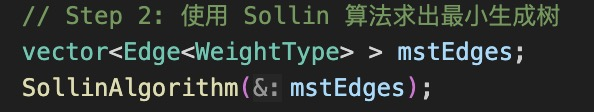 // Step 2: 使用 Sollin 算法求出最小生成树
vector<Edge<WeightType> > mstEdges;
SollinAlgorithm(&: mstEdges);